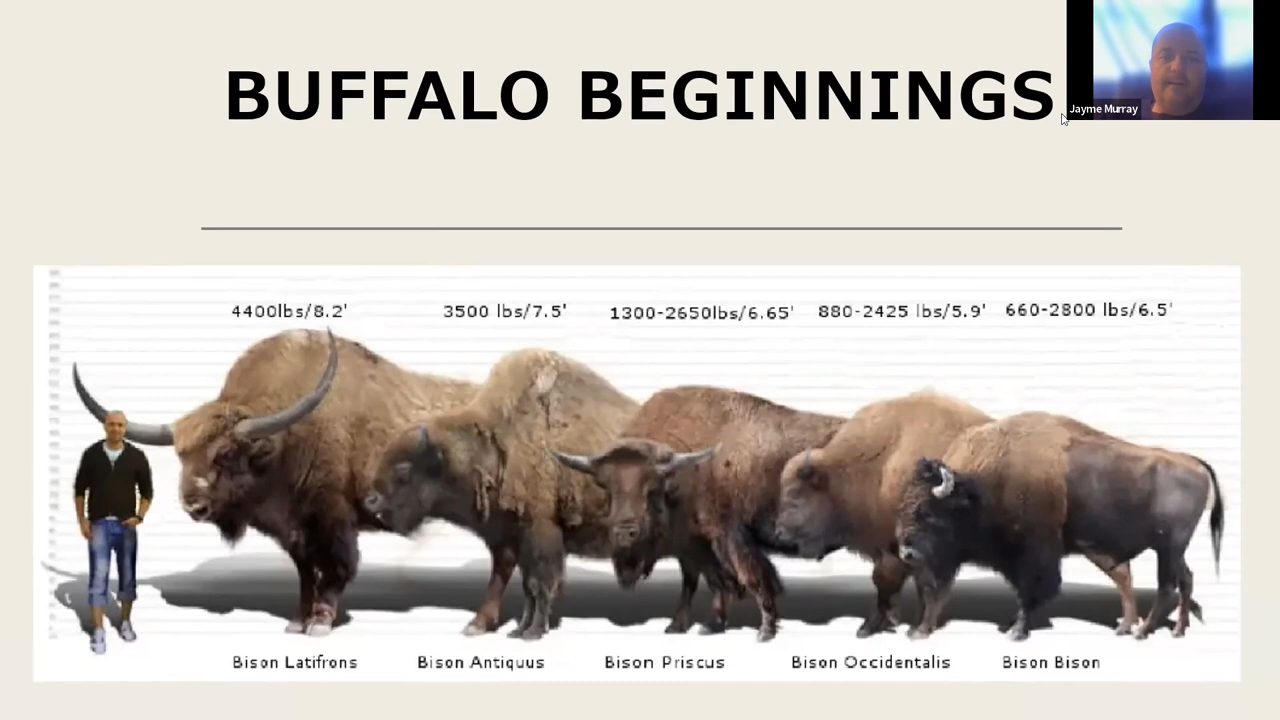 BUFFALO BEGINNINGS
Jayme Murray
4400lbs/8.2' 3500 lbs/7.5' 1300-2650lbs/6.65' 880-2425 lbs/5.9' 660-2800 lbs/6.5'
Bison Latifrons Bison Antiquus Bison Priscus Bison Occidentalis Bison Bison